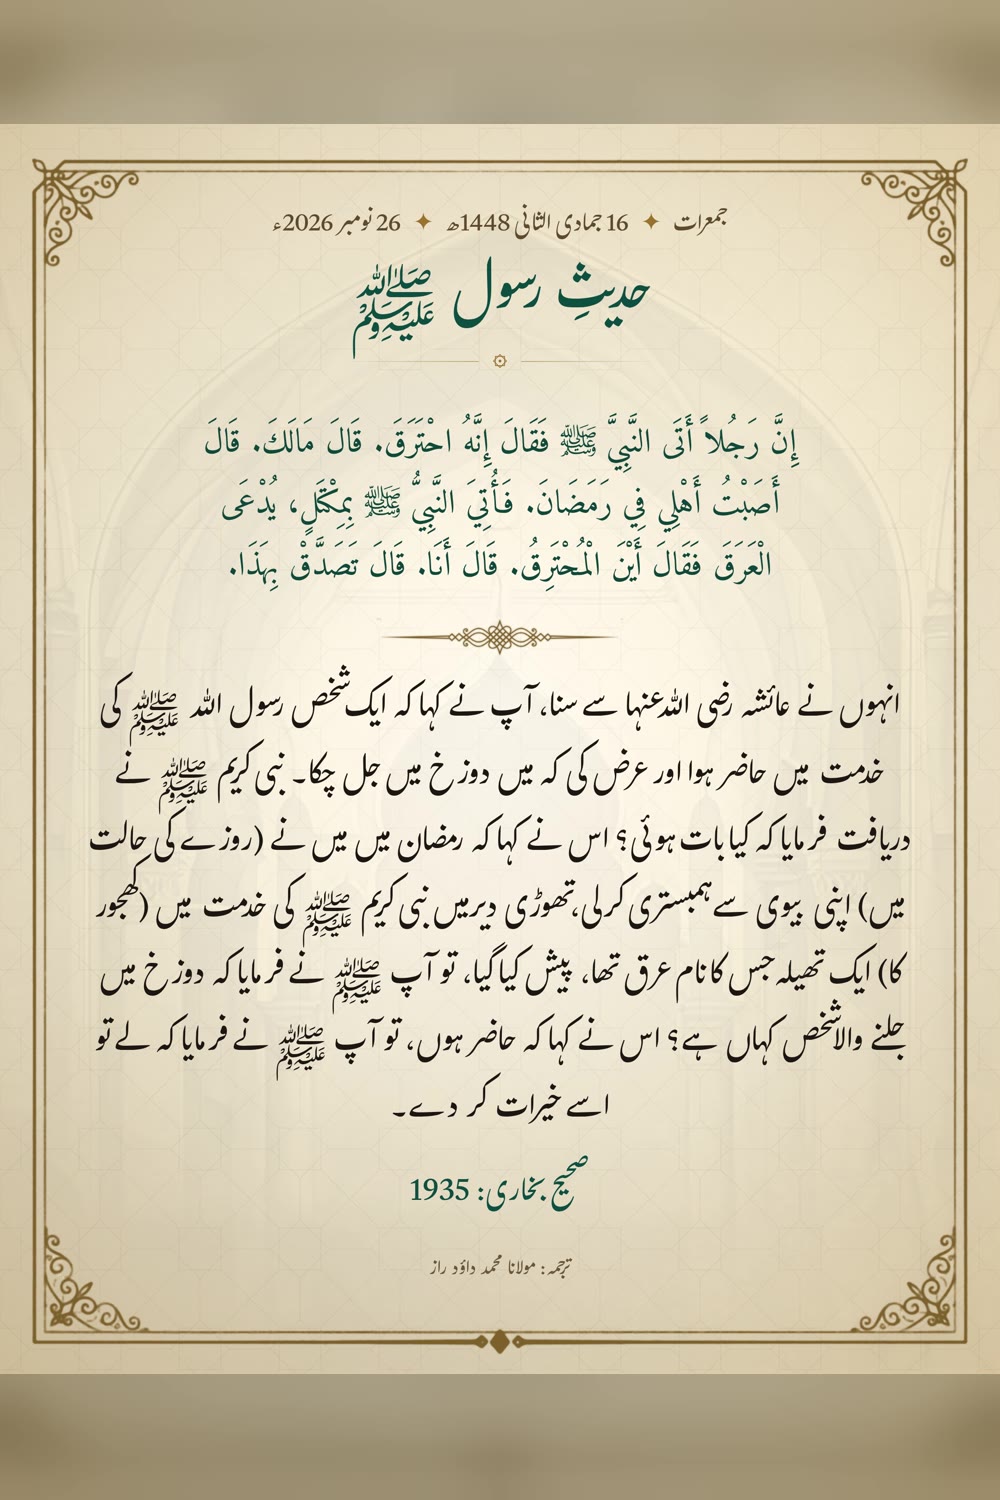 جمعرات ✦ 16 جمادی الثانی 1448ھ ✦ 26 نومبر 2026ء
حدیثِ رسول ﷺ
إِنَّ رَجُلاً أَتَى النَّبِيَّ ﷺ فَقَالَ إِنَّهُ احْتَرَقَ. قَالَ مَالَكَ. قَالَ
أَصَبْتُ أَهْلِي فِي رَمَضَانَ. فَأُتِيَ النَّبِيُّ ﷺ بِمِكْتَلٍ، يُدْعَى
الْعَرَقَ فَقَالَ أَيْنَ الْمُحْتَرِقُ. قَالَ أَنَا. قَالَ تَصَدَّقْ بِهَذَا.
انہوں نے عائشہ رضی اللہ عنہا سے سنا، آپ نے کہا کہ ایک شخص رسول اللہ ﷺ کی
خدمت میں حاضر ہوا اور عرض کی کہ میں دوزخ میں جل چکا۔ نبی کریم ﷺ نے
دریافت فرمایا کہ کیا بات ہوئی؟ اس نے کہا کہ رمضان میں میں نے (روزے کی حالت
میں) اپنی بیوی سے ہمبستری کر لی، تھوڑی دیر میں نبی کریم ﷺ کی خدمت میں (کھجور
کا) ایک تھیلہ جس کا نام عرق تھا، پیش کیا گیا، تو آپ ﷺ نے فرمایا کہ دوزخ میں
جلنے والا شخص کہاں ہے؟ اس نے کہا کہ حاضر ہوں، تو آپ ﷺ نے فرمایا کہ لے تو
اسے خیرات کر دے۔
صحیح بخاری: 1935
ترجمہ: مولانا محمد داؤد راز